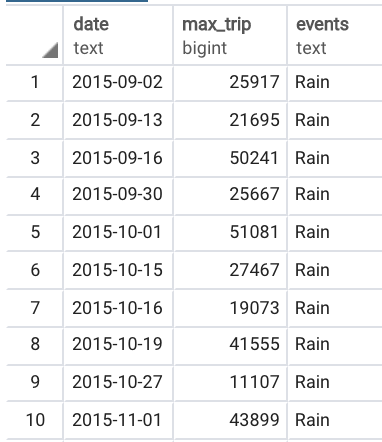 date max_trip events
text bigint text
1 2015-09-02 25917 Rain
2 2015-09-13 21695 Rain
3 2015-09-16 50241 Rain
4 2015-09-30 25667 Rain
5 2015-10-01 51081 Rain
6 2015-10-15 27467 Rain
7 2015-10-16 19073 Rain
8 2015-10-19 41555 Rain
9 2015-10-27 11107 Rain
10 2015-11-01 43899 Rain